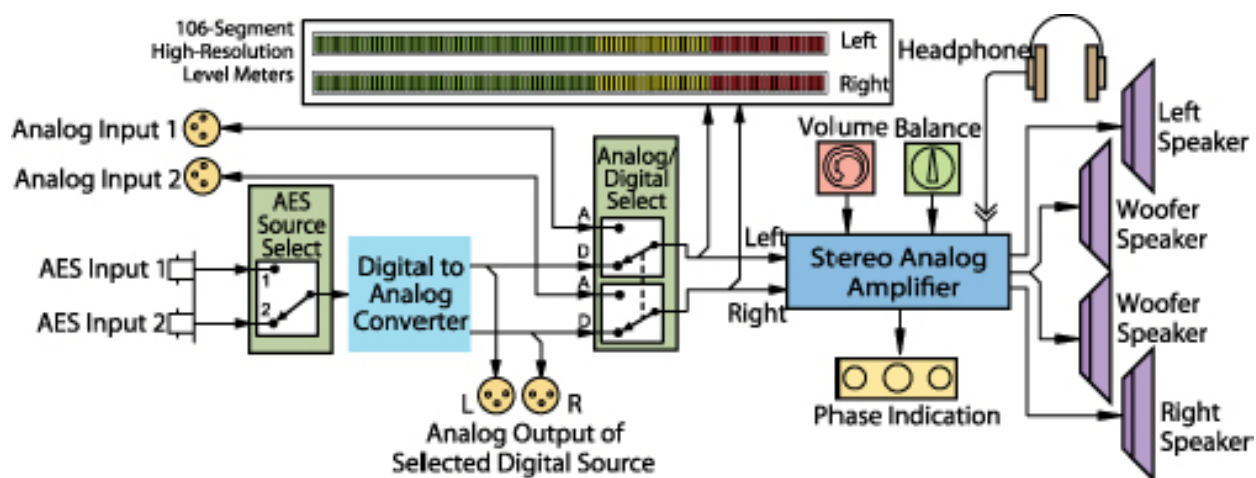 106-Segment
High-Resolution
Level Meters
Left
Right
Headphone
Left
Speaker
Analog Input 1
Analog Input 2
Volume
Balance
Analog/
Digital
Select
AES
Source
Select
Woofer
Speaker
A
D
A
D
Left
Right
AES Input 1
AES Input 2
1
2
Digital to
Analog
Converter
Stereo Analog
Amplifier
Woofer
Speaker
L
R
Analog Output of
Selected Digital Source
Phase Indication
Right
Speaker